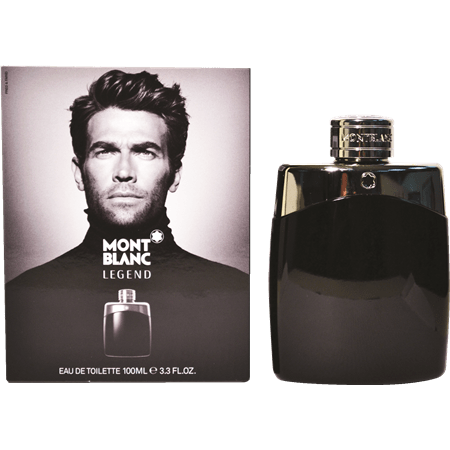 MONT
BLANC
LEGEND
EAU DE TOILETTE 100ML ℮ 3.3 FL.OZ.
MONTBLANC